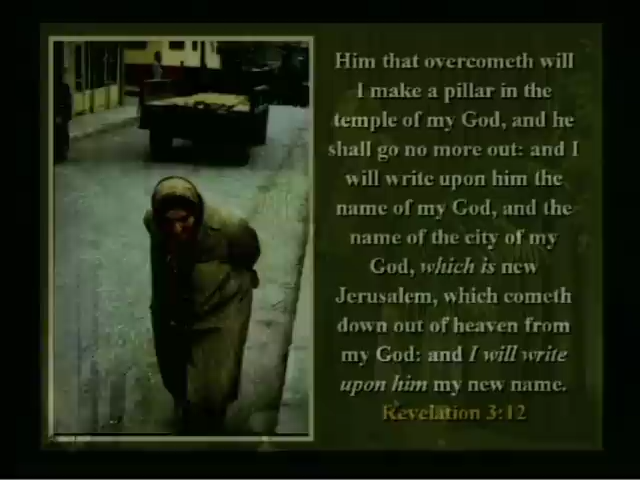 Him that overcometh will
I make a pillar in the
temple of my God, and he
shall go no more out: and I
will write upon him the
name of my God, and the
name of the city of my
God, which is new
Jerusalem, which cometh
down out of heaven from
my God: and I will write
upon him my new name.
Revelation 3:12